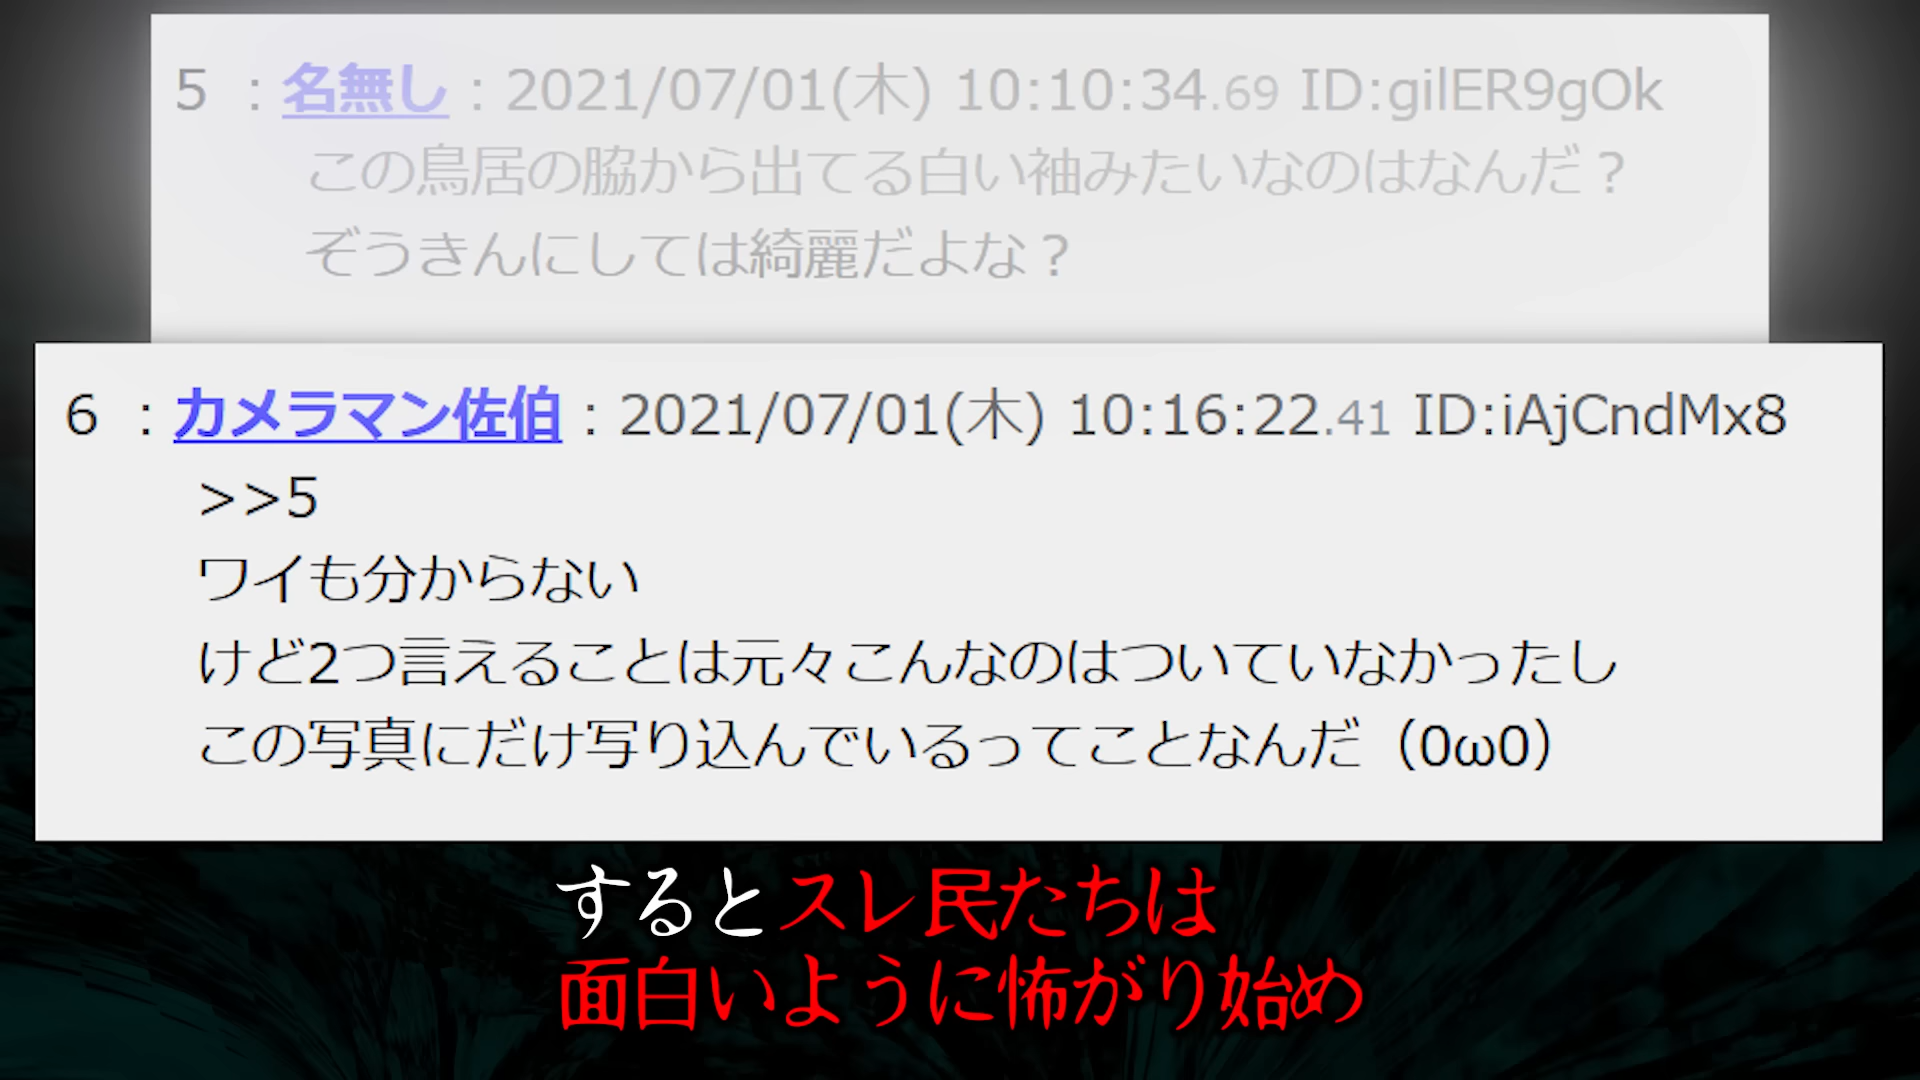 5 ：名無し：2021/07/01(木) 10:10:34.69 ID:gilER9gOk
この鳥居の脇から出てる白い袖みたいなのはなんだ？
ぞうきんにしては綺麗だよな？
6 ：カメラマン佐伯：2021/07/01(木) 10:16:22.41 ID:iAjCndMx8
>>5
ワイも分からない
けど2つ言えることは元々こんなのはついていなかったし
この写真にだけ写り込んでいるってことなんだ（0ω0）
するとスレ民たちは
面白いように怖がり始め